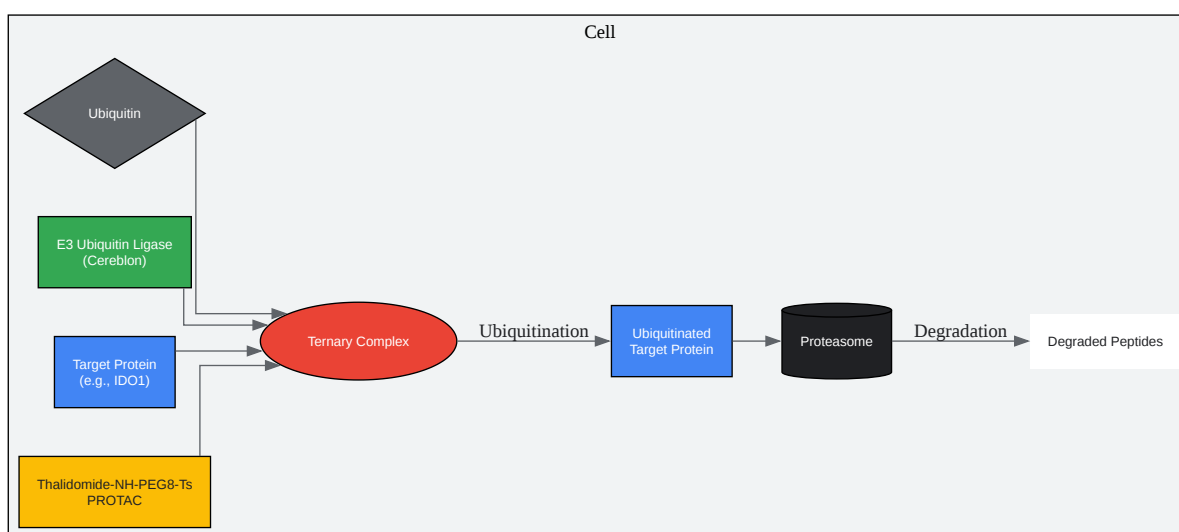 Cell
Ubiquitin
E3 Ubiquitin Ligase
(Cereblon)
Target Protein
(e.g., IDO1)
Thalidomide-NH-PEG8-Ts
PROTAC
Ternary Complex
Ubiquitination
Ubiquitinated
Target Protein
Proteasome
Degradation
Degraded Peptides